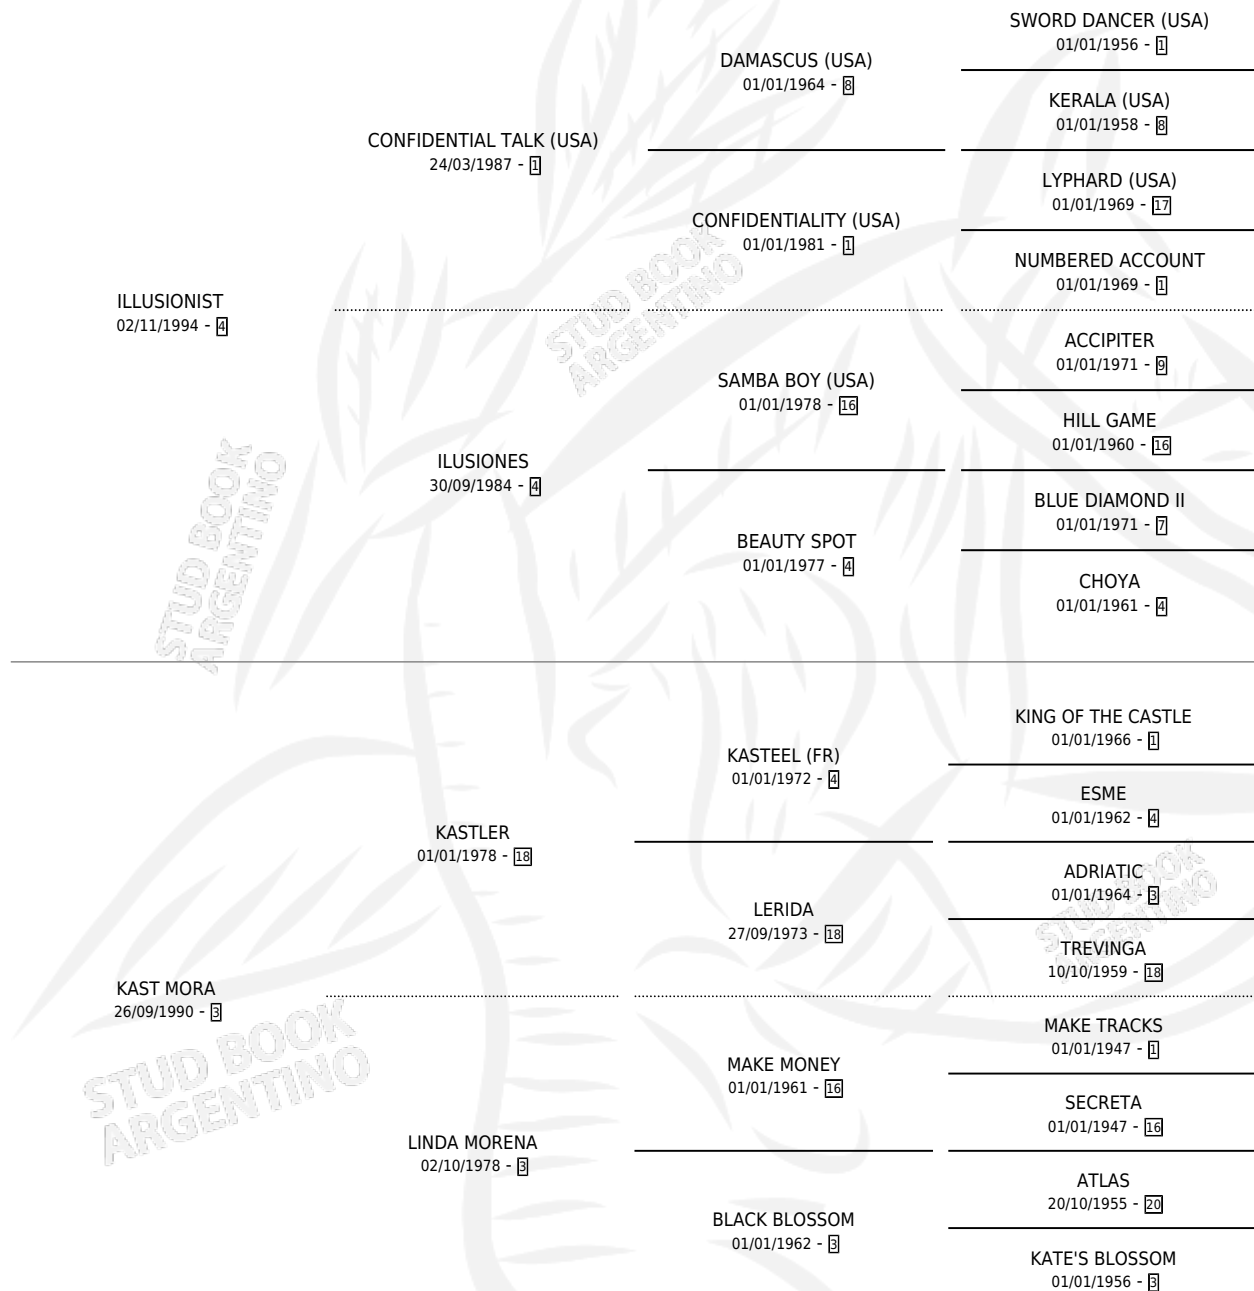 SWORD DANCER (USA)
01/01/1956 - 1
DAMASCUS (USA)
01/01/1964 - 8
KERALA (USA)
01/01/1958 - 8
CONFIDENTIAL TALK (USA)
24/03/1987 - 1
LYPHARD (USA)
01/01/1969 - 17
CONFIDENTIALITY (USA)
01/01/1981 - 1
NUMBERED ACCOUNT
01/01/1969 - 1
ILLUSIONIST
02/11/1994 - 4
ACCIPITER
01/01/1971 - 9
SAMBA BOY (USA)
01/01/1978 - 16
HILL GAME
01/01/1960 - 16
ILUSIONES
30/09/1984 - 4
BLUE DIAMOND II
01/01/1971 - 7
BEAUTY SPOT
01/01/1977 - 4
CHOYA
01/01/1961 - 4
KING OF THE CASTLE
01/01/1966 - 1
KASTEEL (FR)
01/01/1972 - 4
ESME
01/01/1962 - 4
KASTLER
01/01/1978 - 18
ADRIATIC
01/01/1964 - 3
LERIDA
27/09/1973 - 18
TREVINGA
10/10/1959 - 18
KAST MORA
26/09/1990 - 3
MAKE TRACKS
01/01/1947 - 1
MAKE MONEY
01/01/1961 - 16
SECRETA
01/01/1947 - 16
LINDA MORENA
02/10/1978 - 3
ATLAS
20/10/1955 - 20
BLACK BLOSSOM
01/01/1962 - 3
KATE'S BLOSSOM
01/01/1956 - 3
STUD BOOK
ARGENTINO
STUD BOOK
ARGENTINO
STUD BOOK
ARGENTINO
STUD BOOK
ARGENTINO